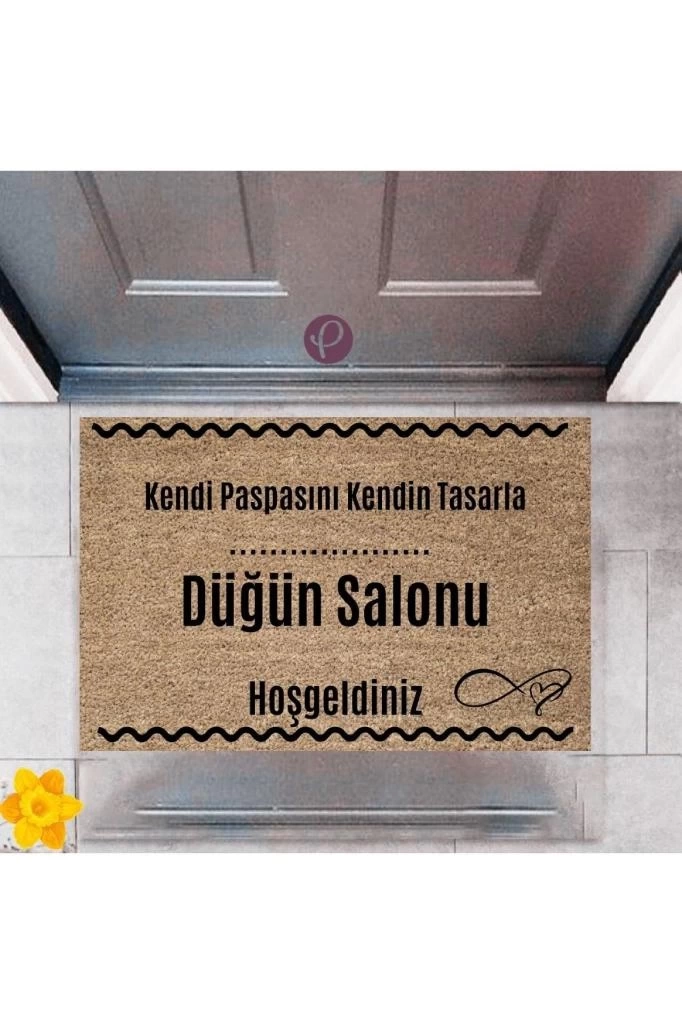 Kendi Paspasını Kendin Tasarla
.....................
Düğün Salonu
Hoşgeldiniz